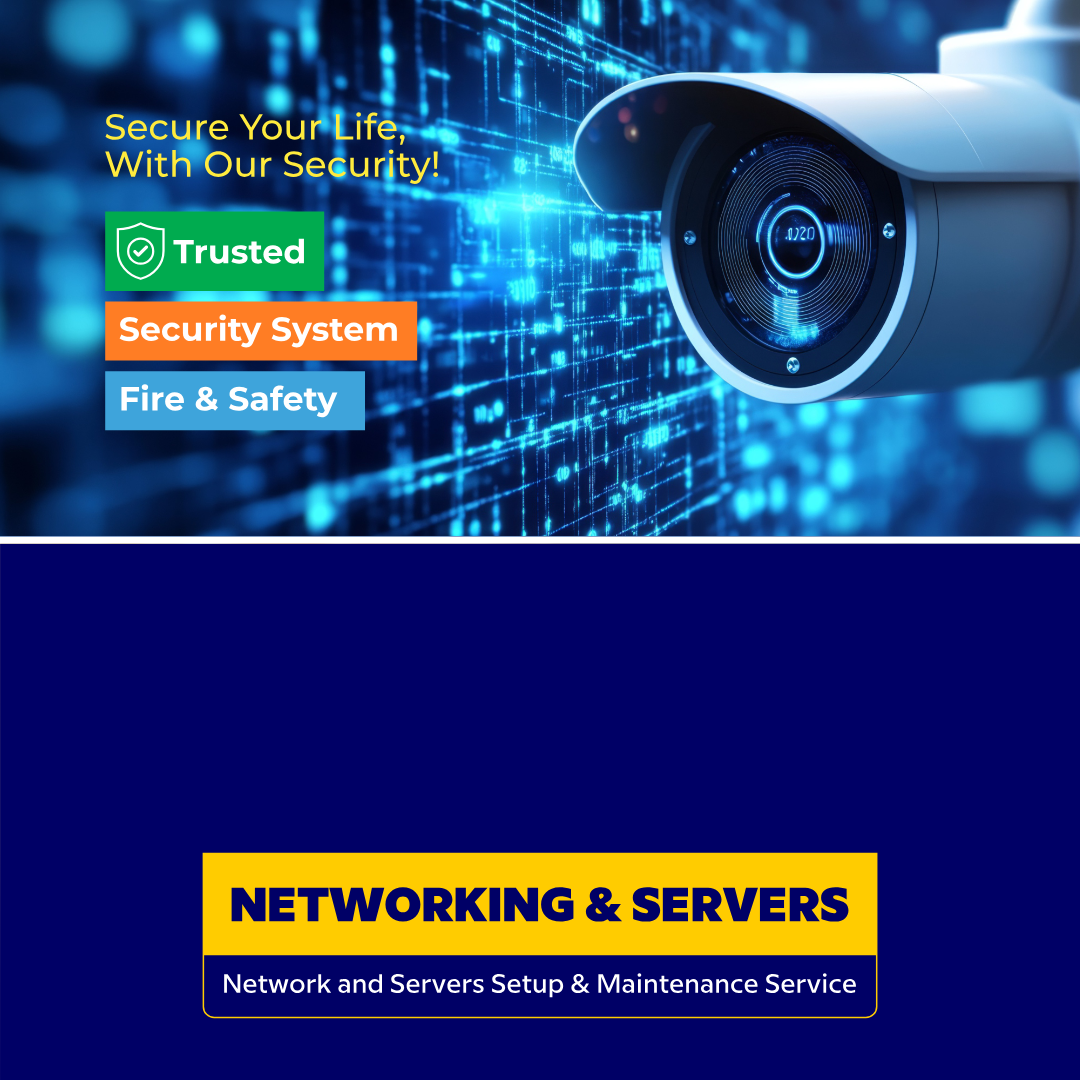 Secure Your Life,
With Our Security!
Trusted
Security System
Fire & Safety
NETWORKING & SERVERS
Network and Servers Setup & Maintenance Service